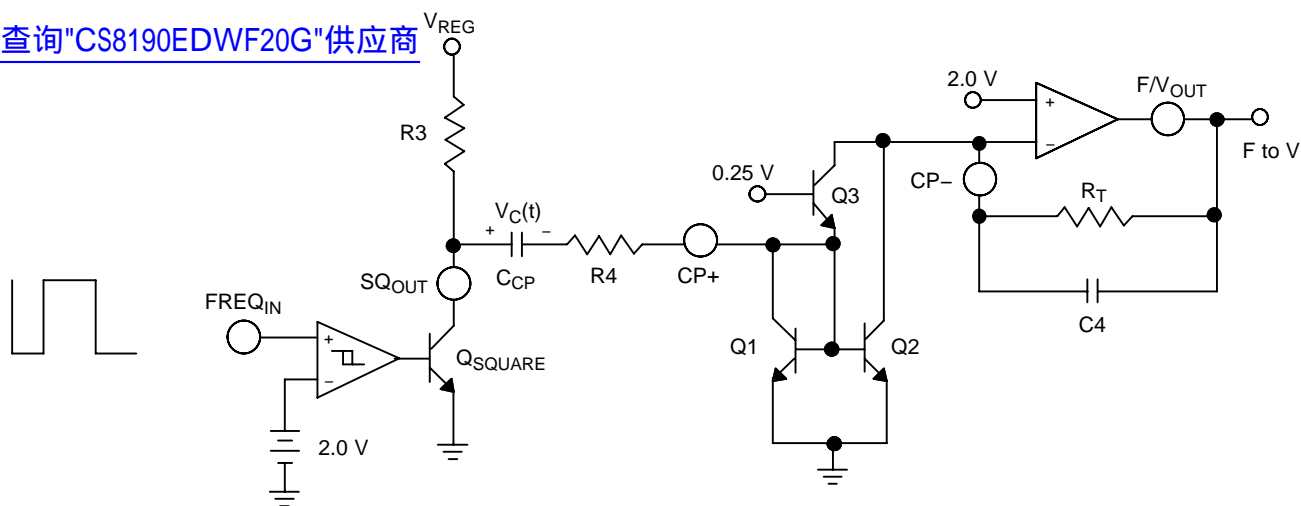 查询"CS8190EDWF20G"供应商
VREG
R3
2.0 V
F/VOUT
+
−
F to V
CP−
0.25 V
Q3
RT
VC(t)
+
−
CCP
R4
CP+
SQOUT
C4
FREQIN
+
−
QSQUARE
Q1
Q2
2.0 V